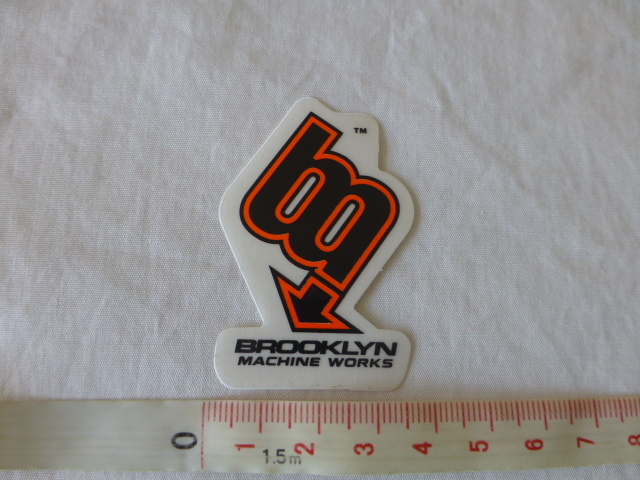 TM
BROOKLYN
MACHINE WORKS
0 1 2 3 4 5 6 7 8
1.5m